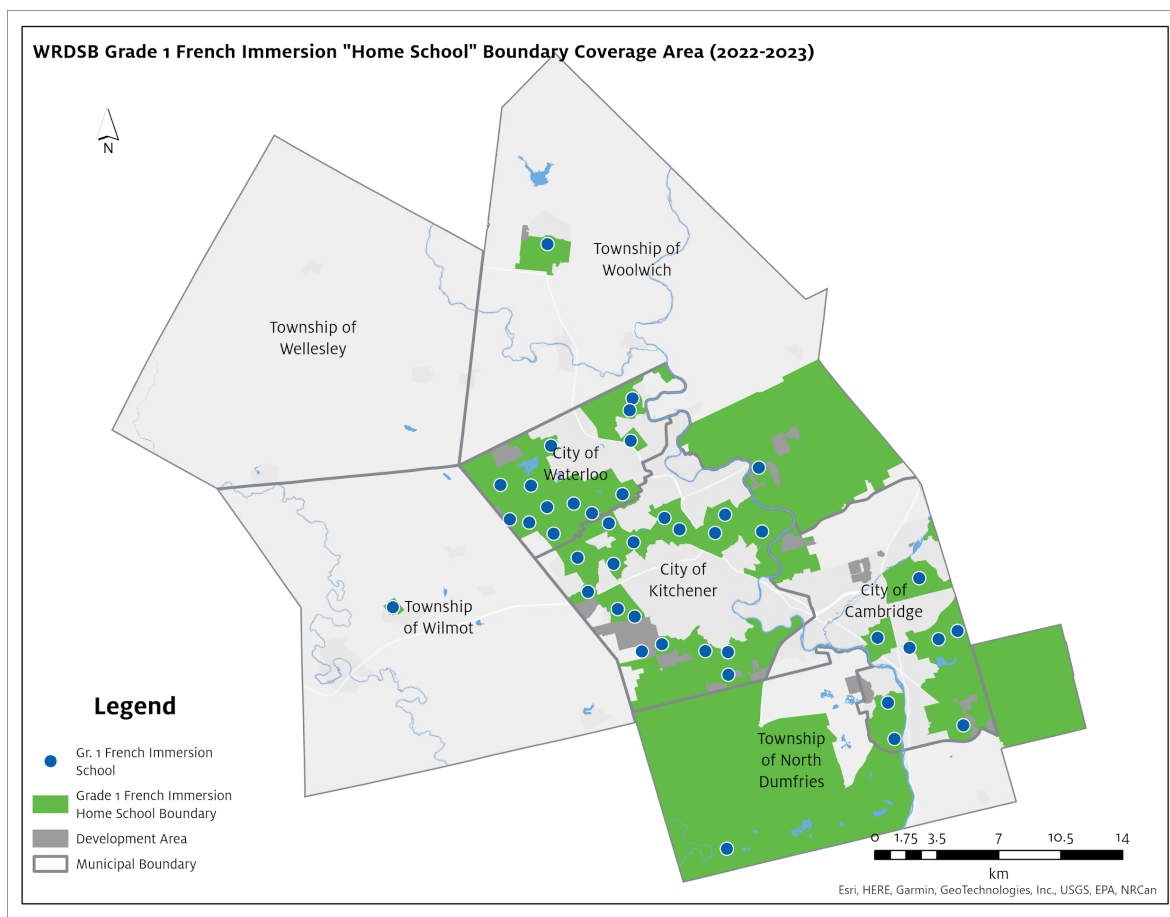 WRDSB Grade 1 French Immersion "Home School" Boundary Coverage Area (2022-2023)
N
Township of
Woolwich
Township of
Wellesley
City of
Waterloo
City of
Kitchener
City of
Cambridge
Township
of Wilmot
Township
of North
Dumfries
Legend
Gr. 1 French Immersion
School
Grade 1 French Immersion
Home School Boundary
Development Area
Municipal Boundary
0 1.75 3.5 7 10.5 14
km
Esri, HERE, Garmin, GeoTechnologies, Inc., USGS, EPA, NRCan